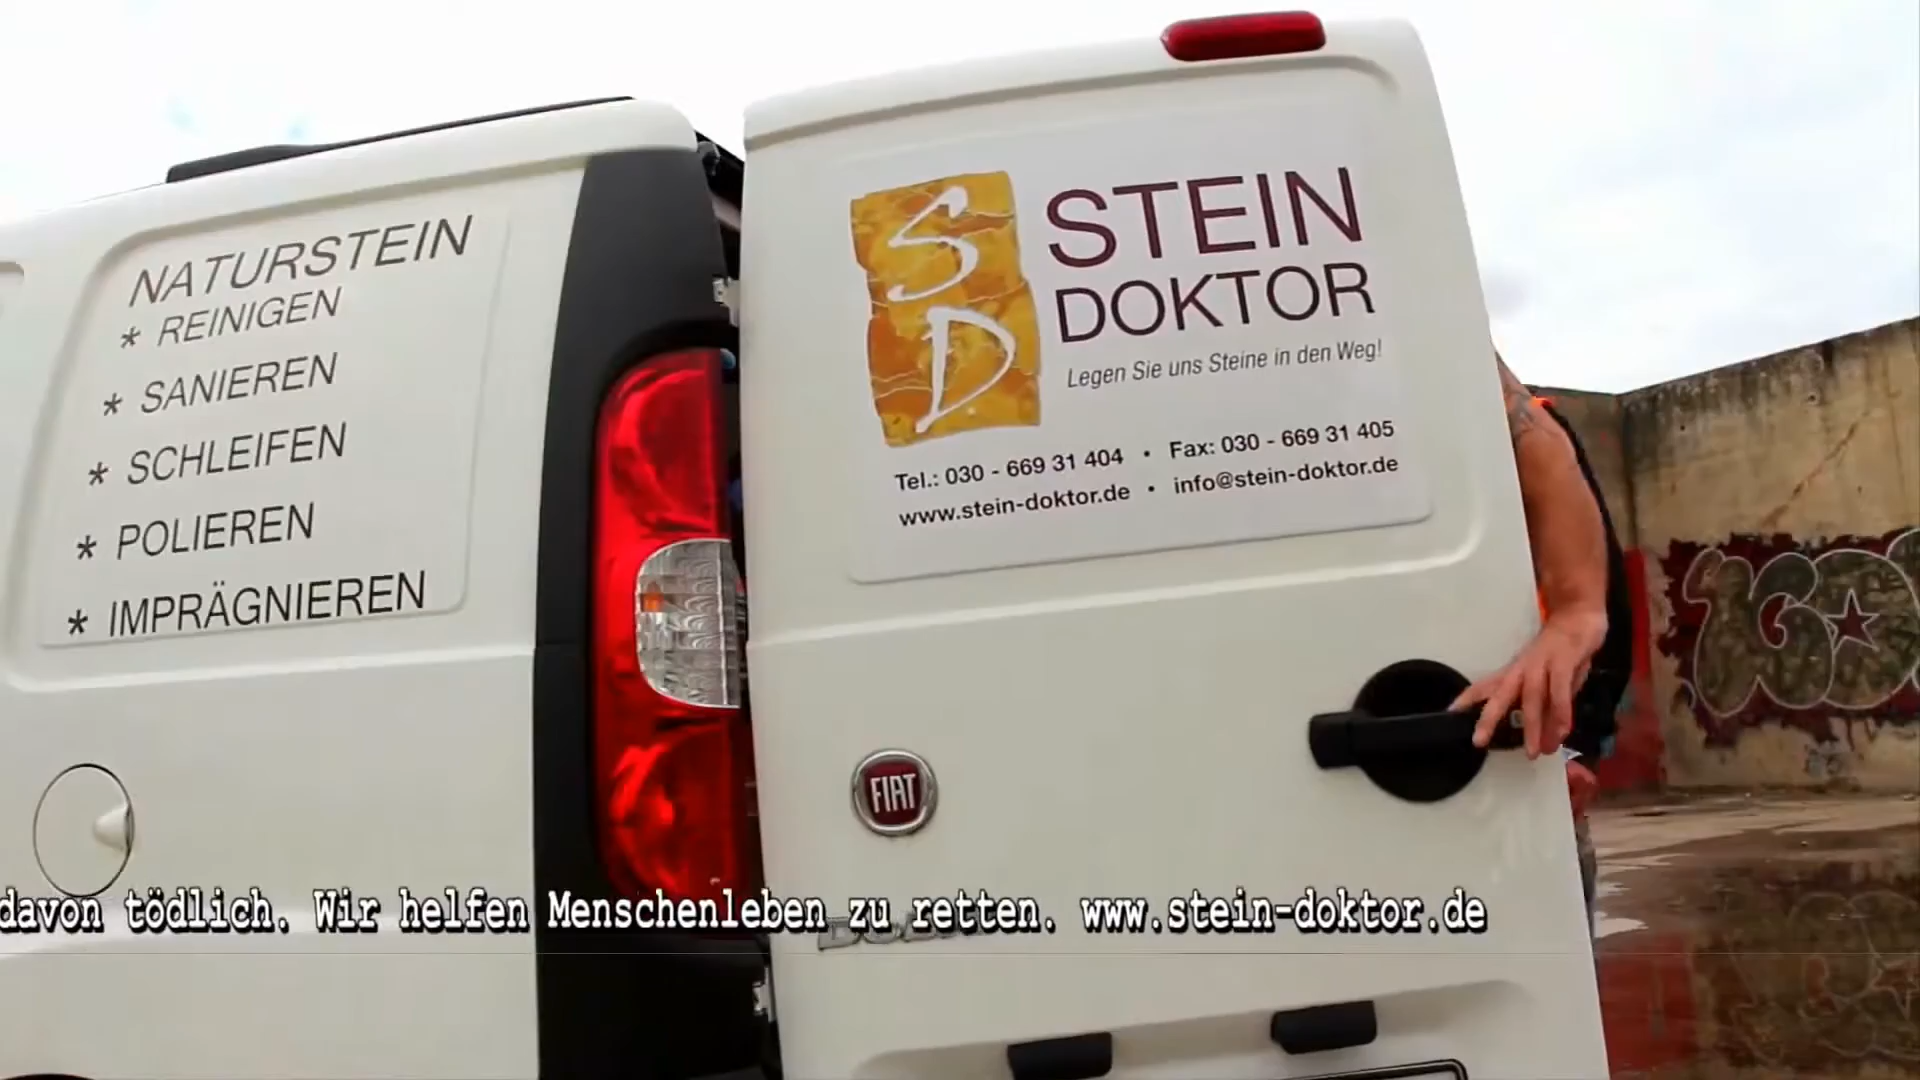 NATURSTEIN
* REINIGEN
* SANIEREN
* SCHLEIFEN
* POLIEREN
* IMPRÄGNIEREN
SD
STEIN
DOKTOR
Legen Sie uns Steine in den Weg!
Tel.: 030 - 669 31 404 • Fax: 030 - 669 31 405
www.stein-doktor.de • info@stein-doktor.de
FIAT
davon tödlich. Wir helfen Menschenleben zu retten. www.stein-doktor.de